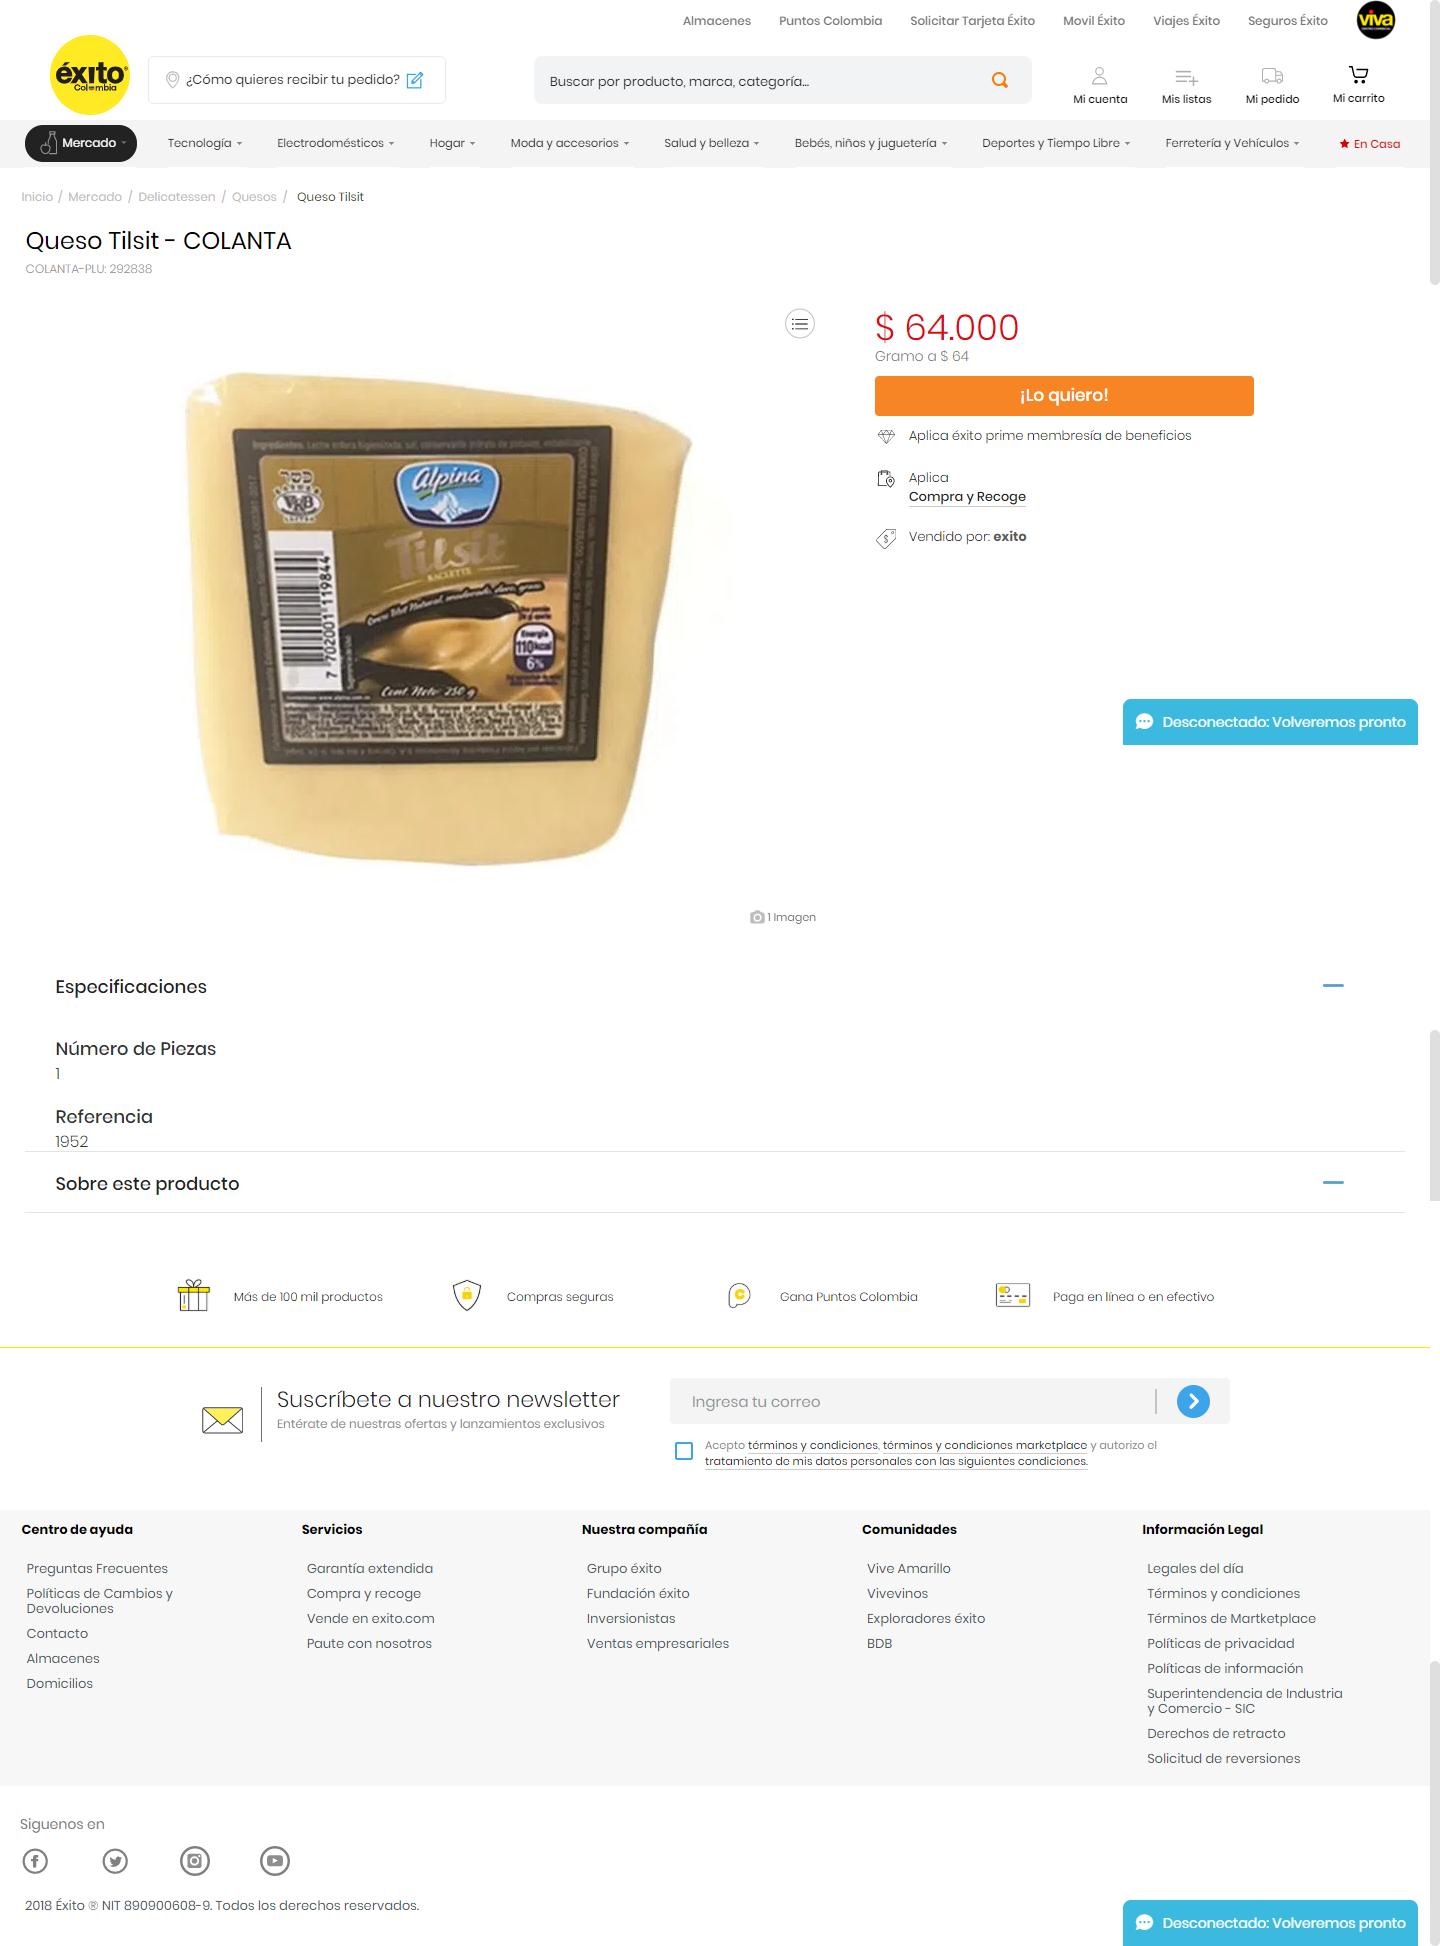 Almacenes Puntos Colombia Solicitar Tarjeta Éxito Movil Éxito Viajes Éxito Seguros Éxito viva
éxito
Colombia
¿Cómo quieres recibir tu pedido?
Buscar por producto, marca, categoría...
Mi cuenta Mis listas Mi pedido Mi carrito
Mercado Tecnología Electrodomésticos Hogar Moda y accesorios Salud y belleza Bebés, niños y juguetería Deportes y Tiempo Libre Ferretería y Vehículos En Casa
Inicio / Mercado / Delicatessen / Quesos / Queso Tilsit
Queso Tilsit - COLANTA
COLANTA-PLU: 292838
$ 64.000
Gramo a $ 64
¡Lo quiero!
Aplica éxito prime membresía de beneficios
Aplica
Compra y Recoge
Vendido por: exito
alpina
Tilsit
RACLETTE
7 702001 119844
Energía
110kcal
6%
Cont. Neto 250 g
Desconectado: Volveremos pronto
1 Imagen
Especificaciones
Número de Piezas
1
Referencia
1952
Sobre este producto
Más de 100 mil productos Compras seguras Gana Puntos Colombia Paga en línea o en efectivo
Suscríbete a nuestro newsletter
Entérate de nuestras ofertas y lanzamientos exclusivos
Ingresa tu correo
Acepto términos y condiciones, términos y condiciones marketplace y autorizo el
tratamiento de mis datos personales con las siguientes condiciones.
Centro de ayuda
Preguntas Frecuentes
Políticas de Cambios y
Devoluciones
Contacto
Almacenes
Domicilios
Servicios
Garantía extendida
Compra y recoge
Vende en exito.com
Paute con nosotros
Nuestra compañía
Grupo éxito
Fundación éxito
Inversionistas
Ventas empresariales
Comunidades
Vive Amarillo
Vivevinos
Exploradores éxito
BDB
Información Legal
Legales del día
Términos y condiciones
Términos de Martketplace
Políticas de privacidad
Políticas de información
Superintendencia de Industria
y Comercio - SIC
Derechos de retracto
Solicitud de reversiones
Siguenos en
2018 Éxito ® NIT 890900608-9. Todos los derechos reservados.
Desconectado: Volveremos pronto